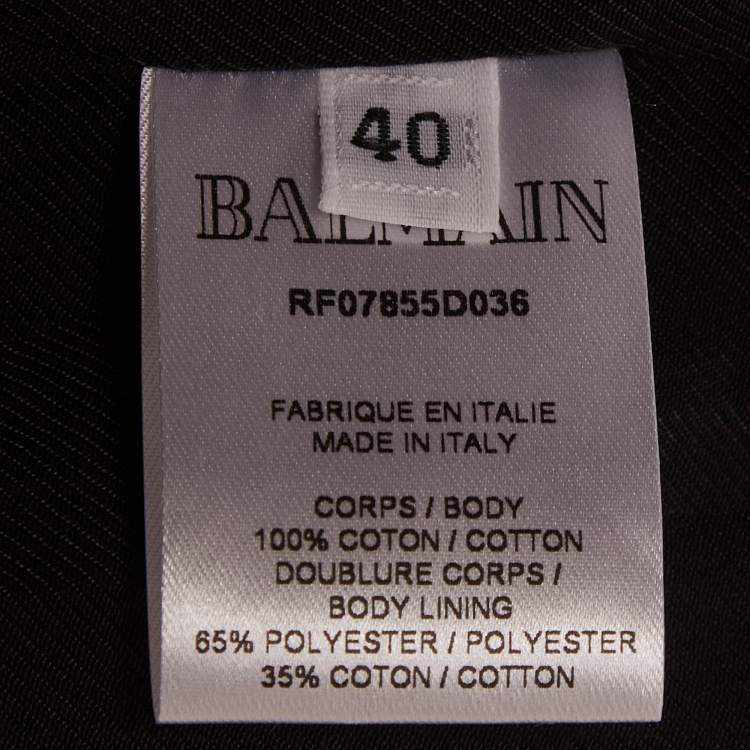 40
BALMAIN
RF07855D036
FABRIQUE EN ITALIE
MADE IN ITALY
CORPS / BODY
100% COTON / COTTON
DOUBLURE CORPS /
BODY LINING
65% POLYESTER / POLYESTER
35% COTON / COTTON